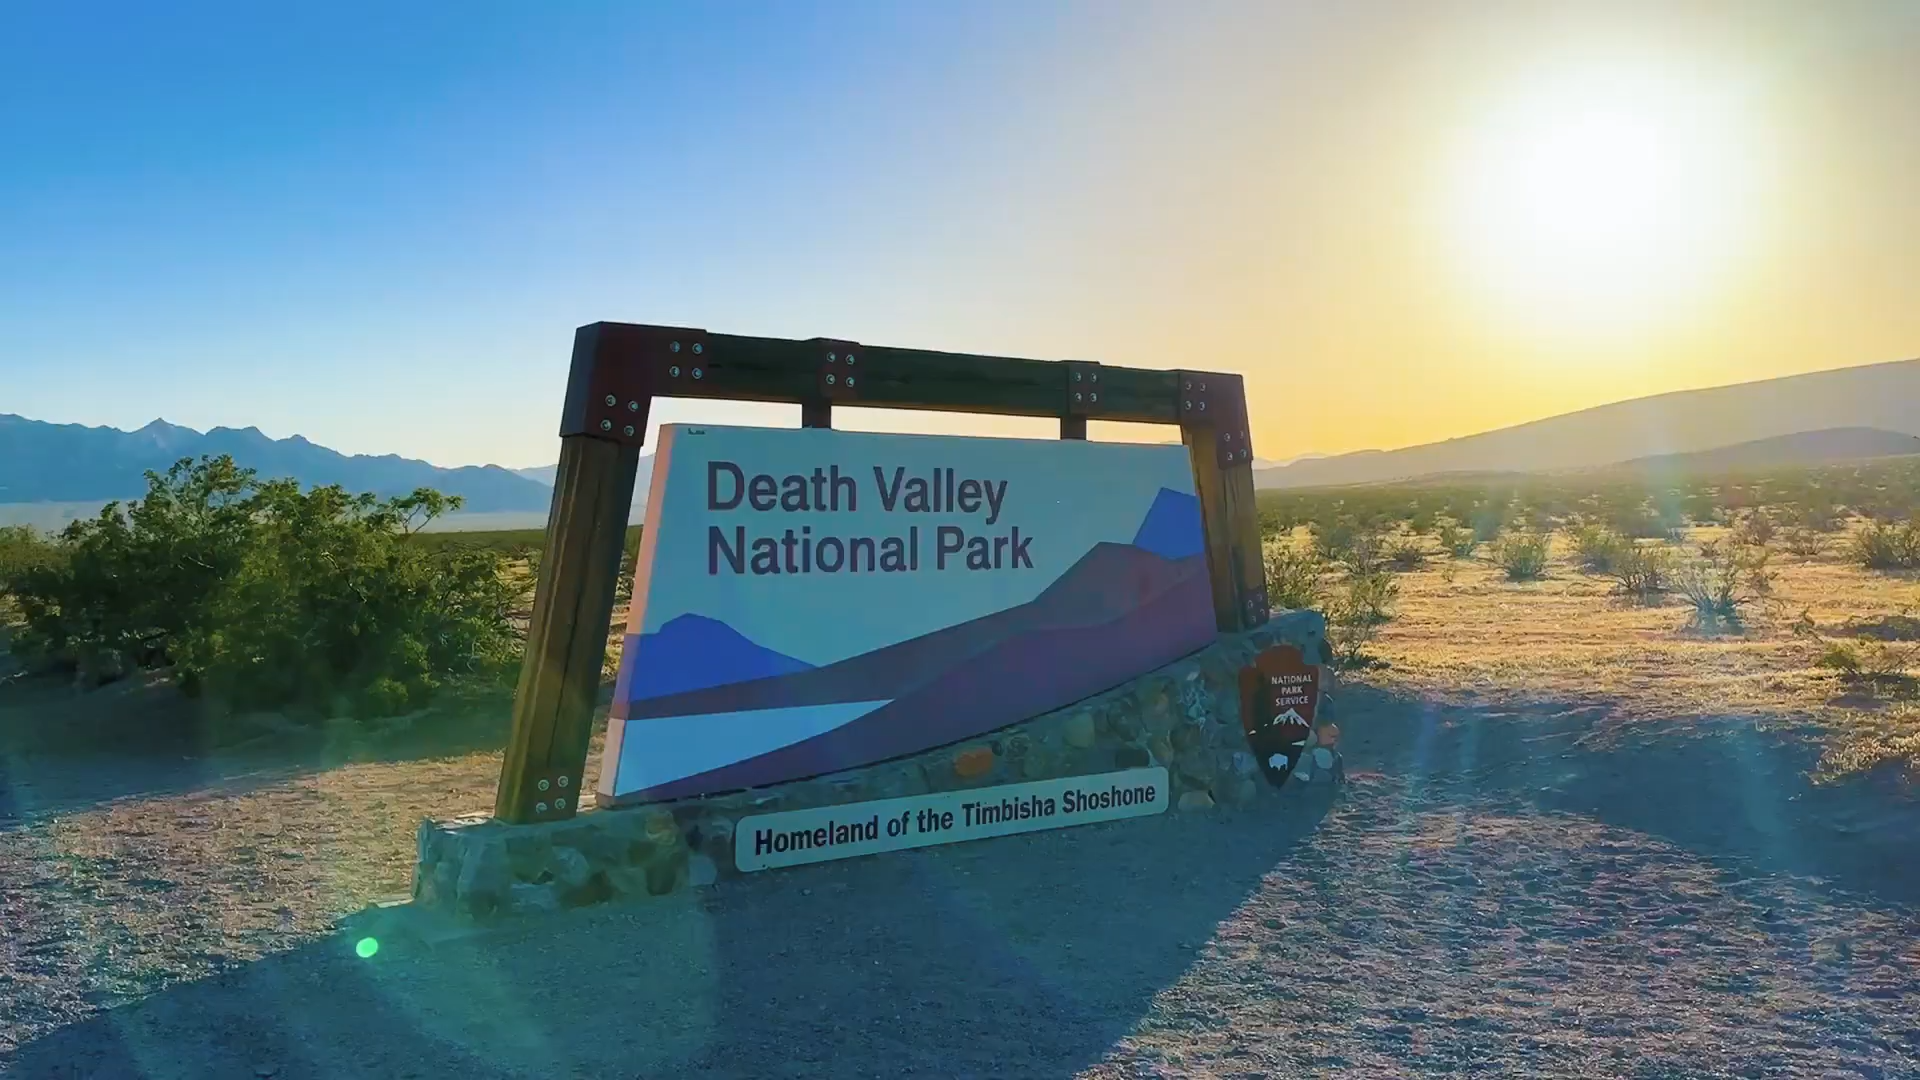 Death Valley
National Park
NATIONAL
PARK
SERVICE
Homeland of the Timbisha Shoshone